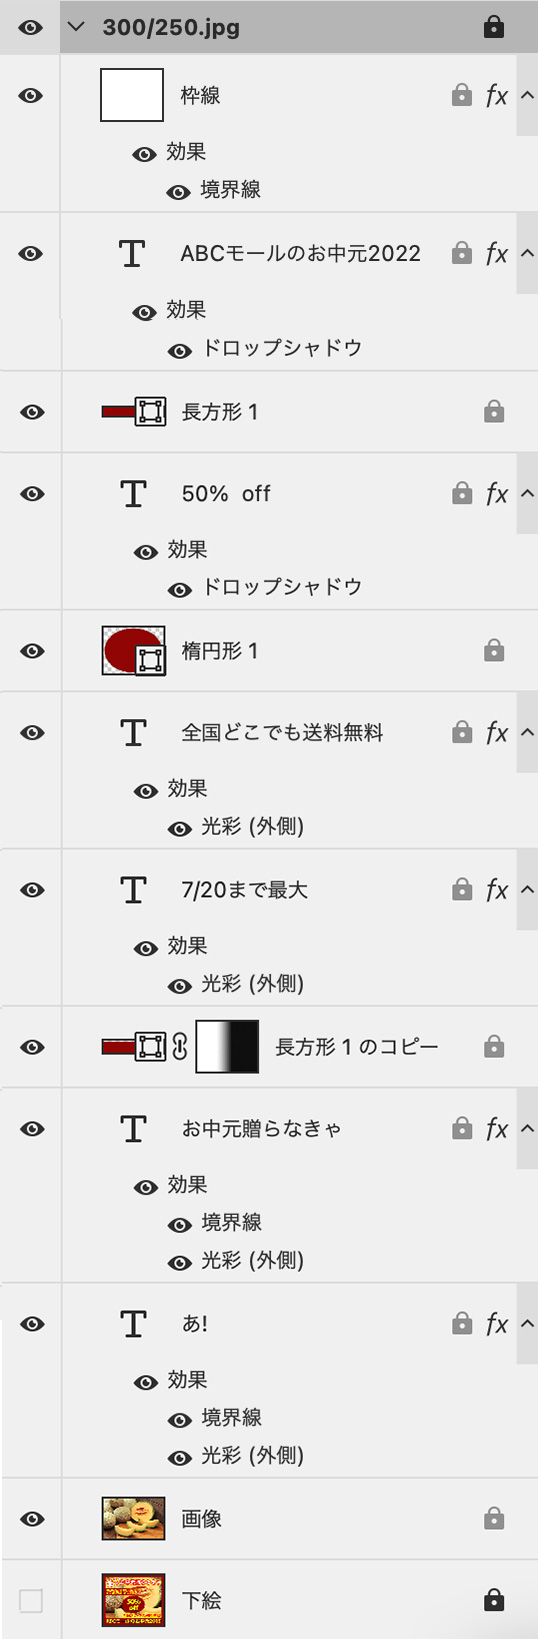 300/250.jpg
枠線 fx
効果
境界線
T ABCモールのお中元2022 fx
効果
ドロップシャドウ
長方形 1
T 50% off fx
効果
ドロップシャドウ
楕円形 1
T 全国どこでも送料無料 fx
効果
光彩 (外側)
T 7/20まで最大 fx
効果
光彩 (外側)
長方形 1 のコピー
T お中元贈らなきゃ fx
効果
境界線
光彩 (外側)
T あ! fx
効果
境界線
光彩 (外側)
画像
50%
off
下絵